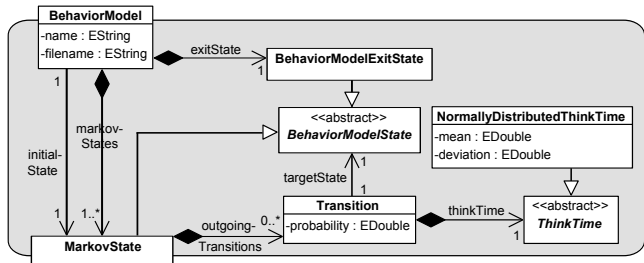 BehaviorModel
-name : EString
-filename : EString
exitState
1
BehaviorModelExitState
1
markov-
States
initial-
State
<<abstract>>
BehaviorModelState
NormallyDistributedThinkTime
-mean : EDouble
-deviation : EDouble
targetState
1
1
1
1..*
MarkovState
outgoing-
Transitions
0..*
Transition
-probability : EDouble
thinkTime
1
<<abstract>>
ThinkTime